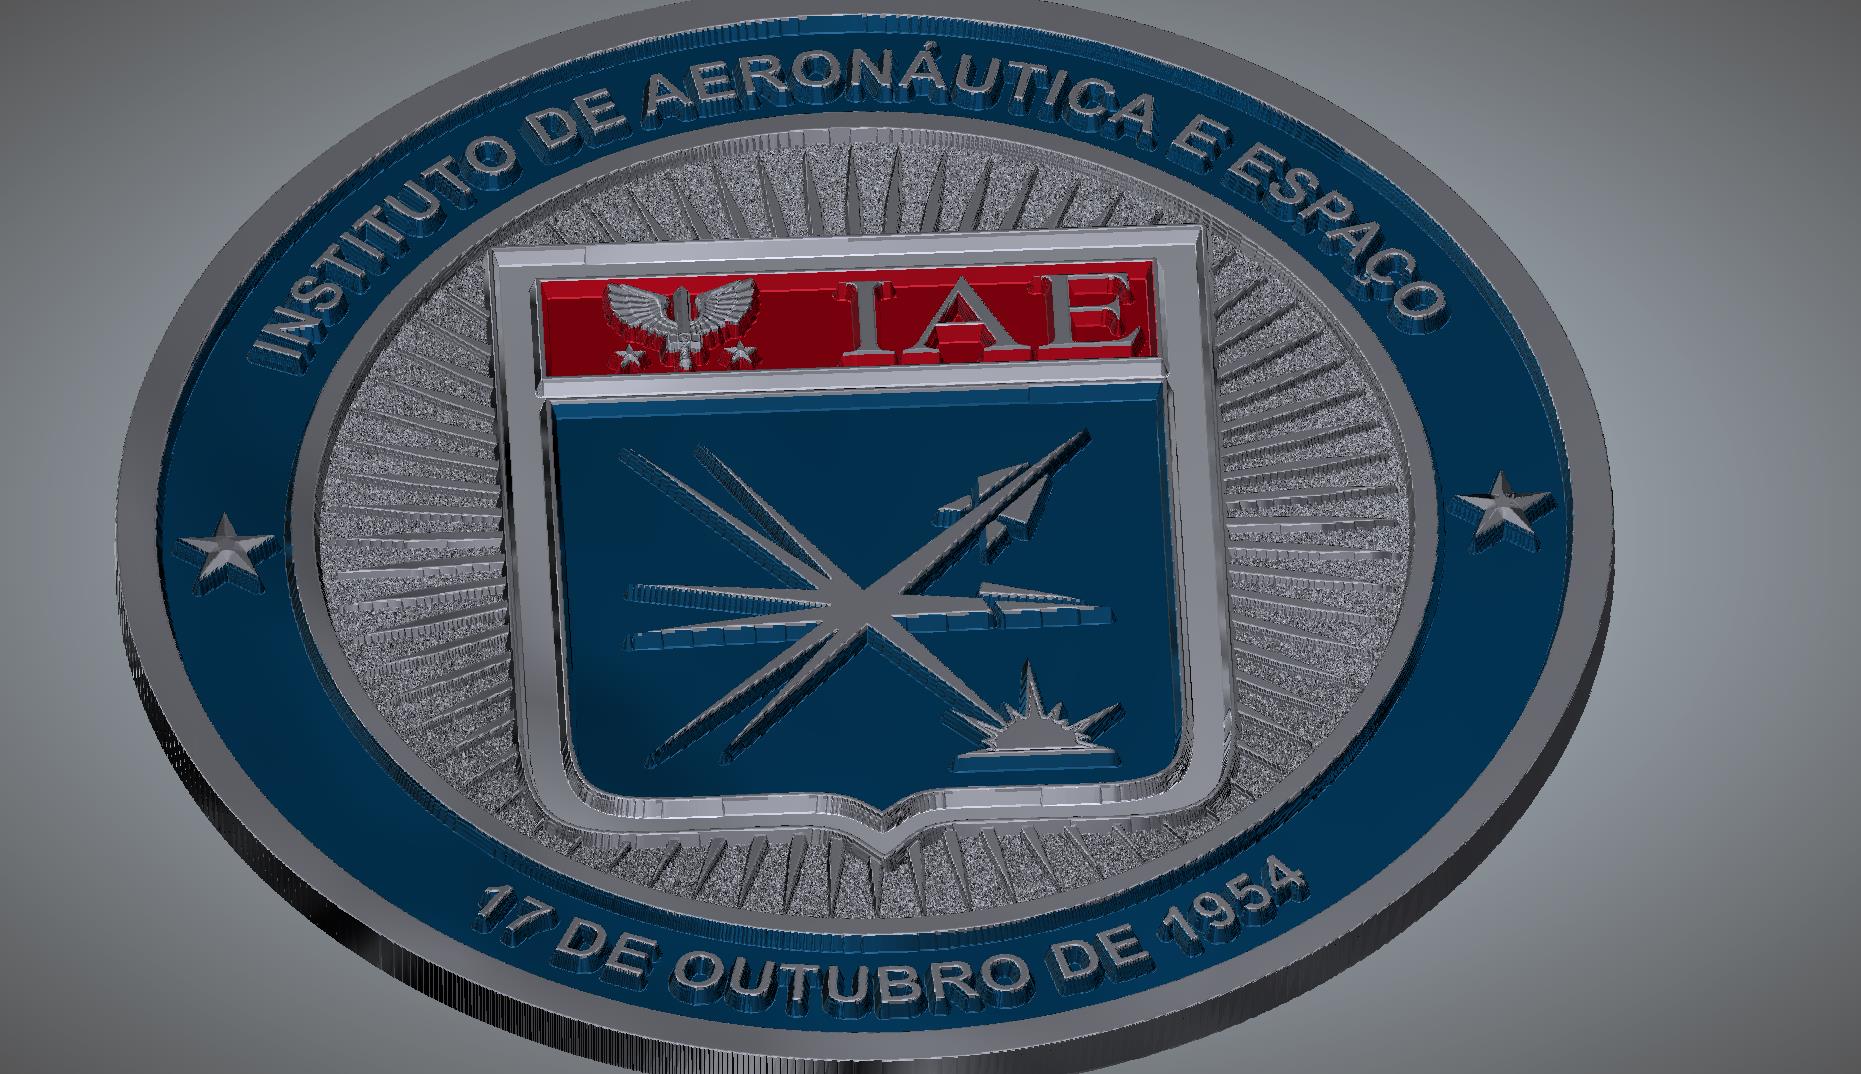 INSTITUTO DE AERONÁUTICA E ESPAÇO
IAE
17 DE OUTUBRO DE 1954